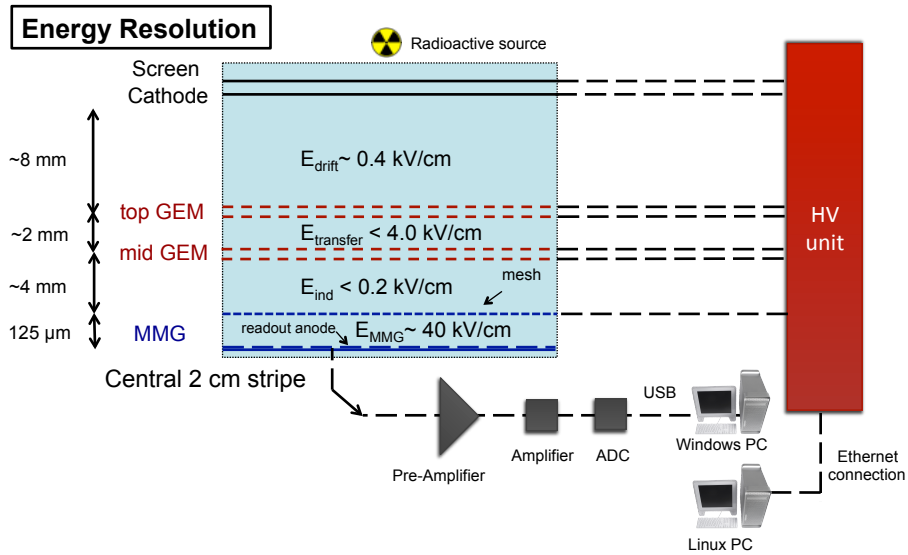 Energy Resolution
Radioactive source
Screen
Cathode
~8 mm
E_drift~ 0.4 kV/cm
top GEM
HV
unit
~2 mm
E_transfer < 4.0 kV/cm
mid GEM
mesh
~4 mm
E_ind < 0.2 kV/cm
125 µm
MMG
readout anode
E_MMG~ 40 kV/cm
Central 2 cm stripe
USB
Pre-Amplifier
Amplifier
ADC
Windows PC
Ethernet
connection
Linux PC